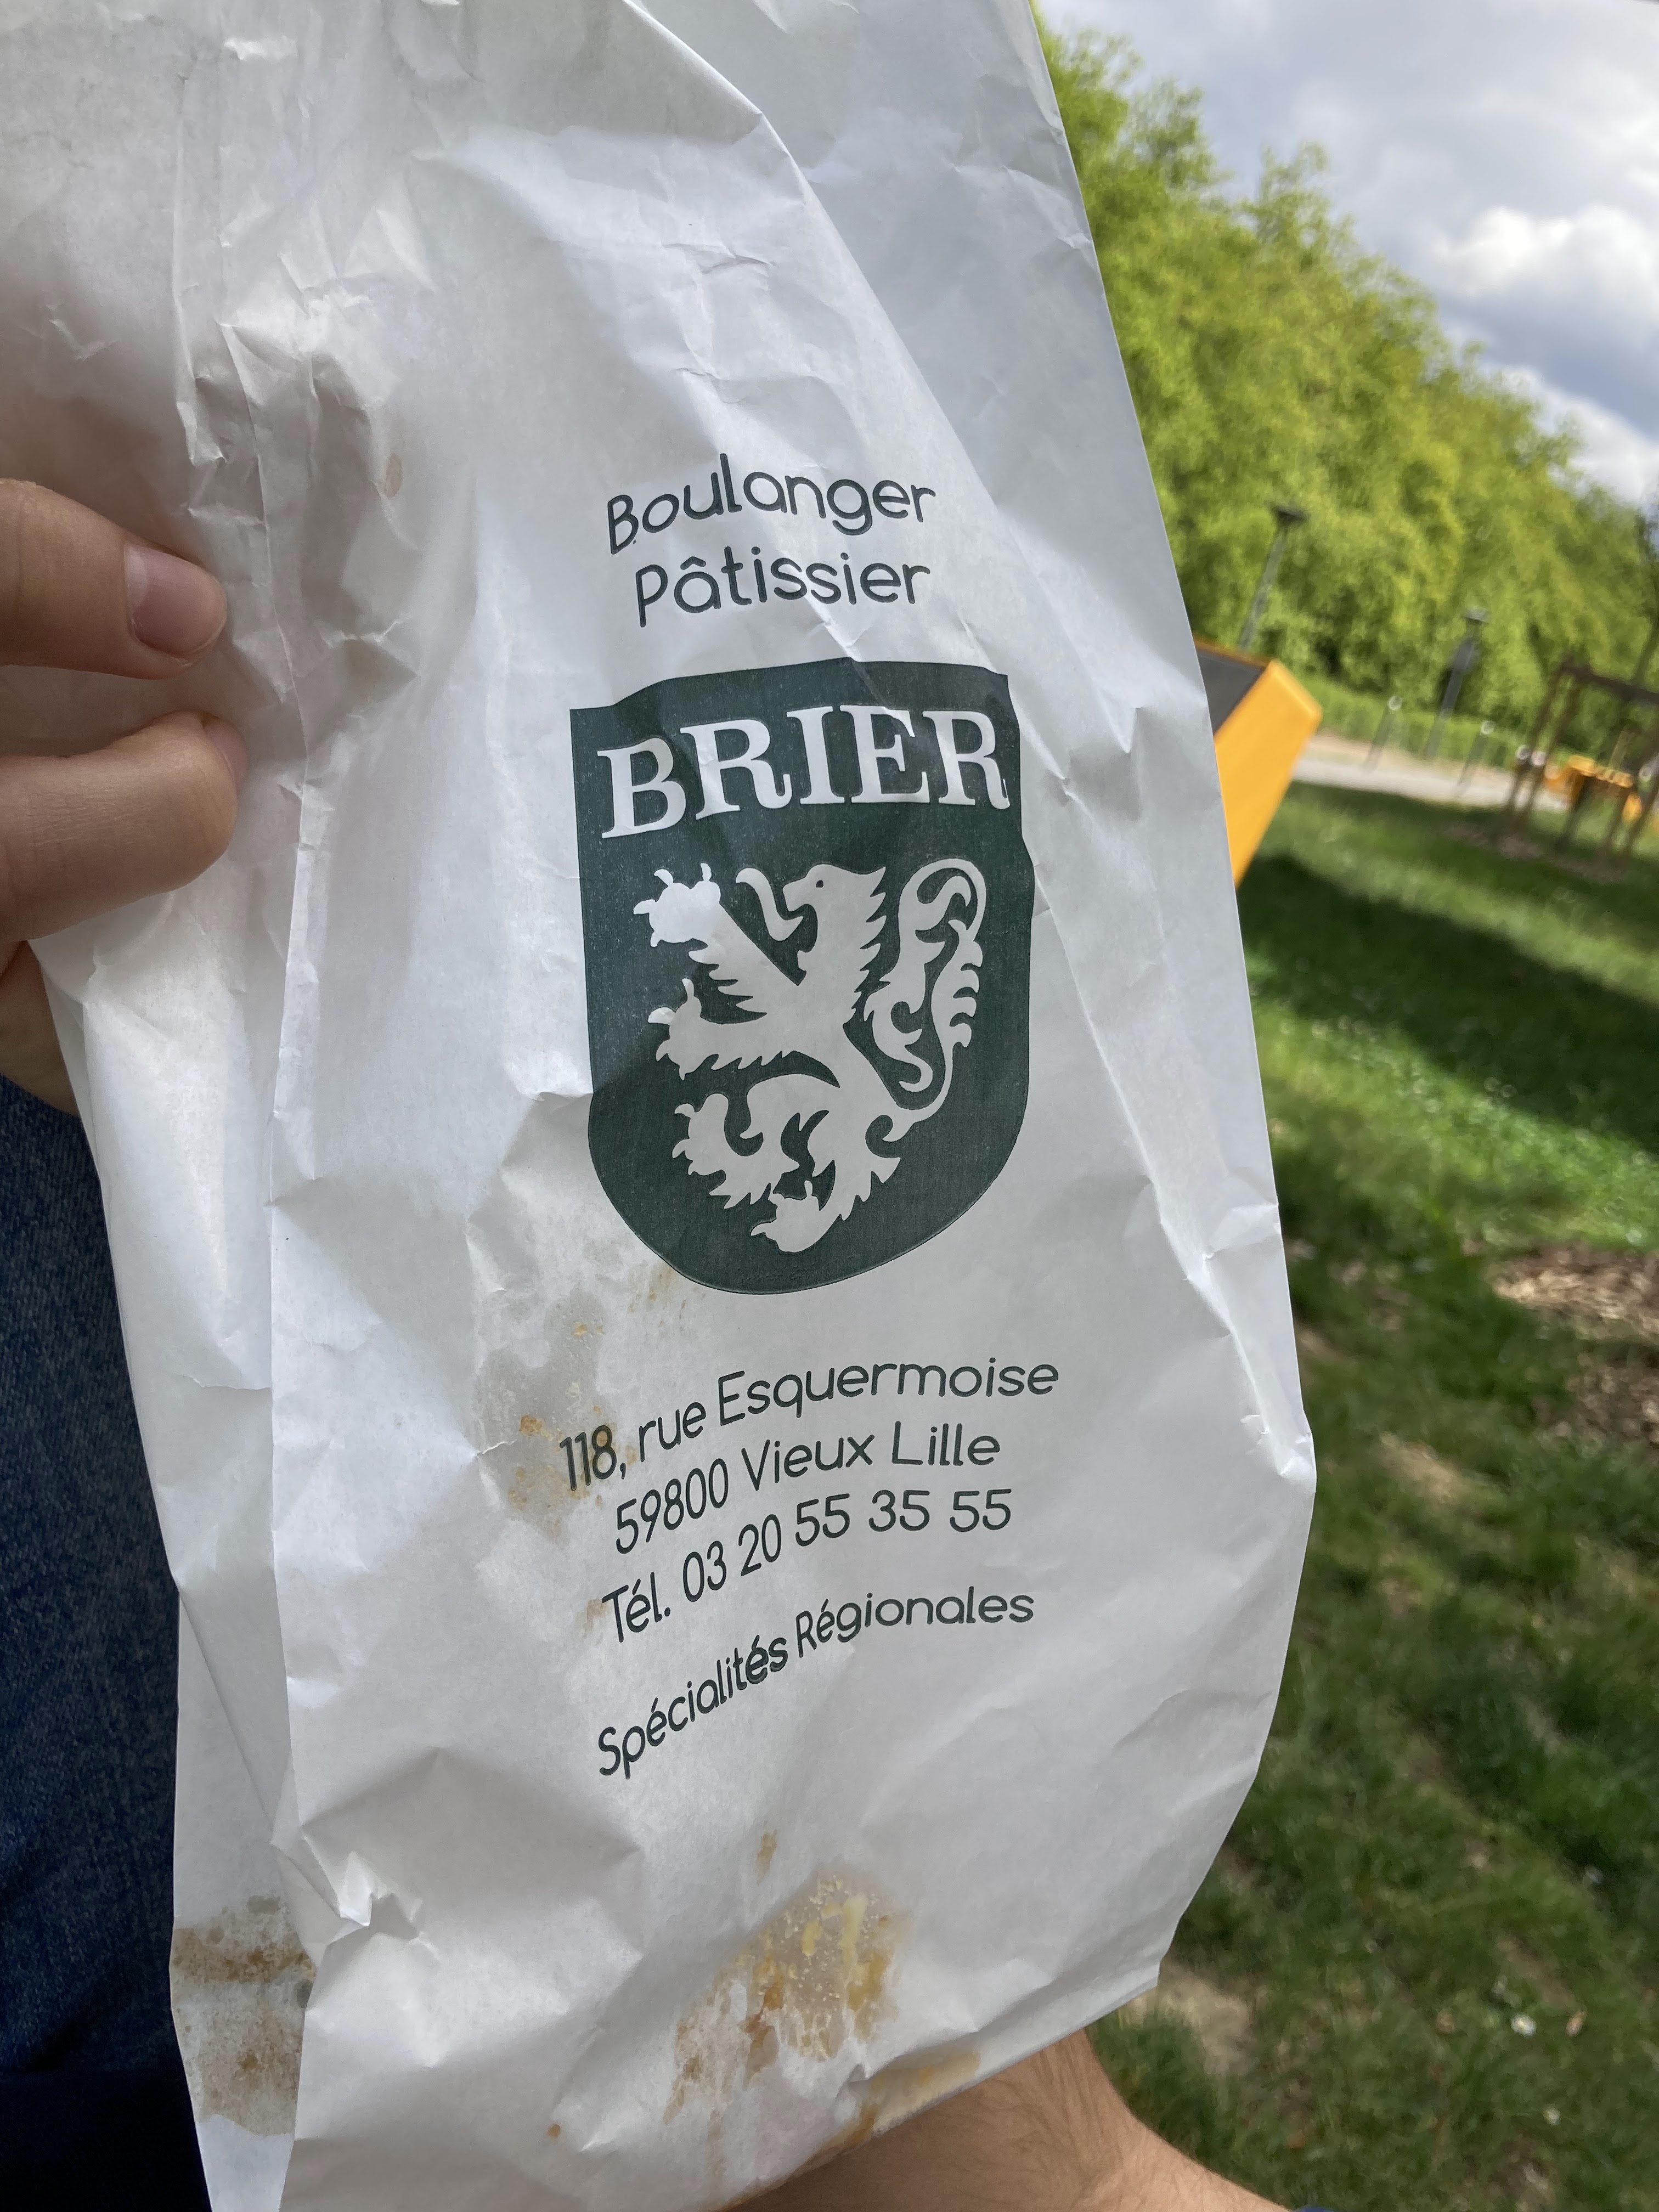 Boulanger
Pâtissier
BRIER
118, rue Esquermoise
59800 Vieux Lille
Tél. 03 20 55 35 55
Spécialités Régionales